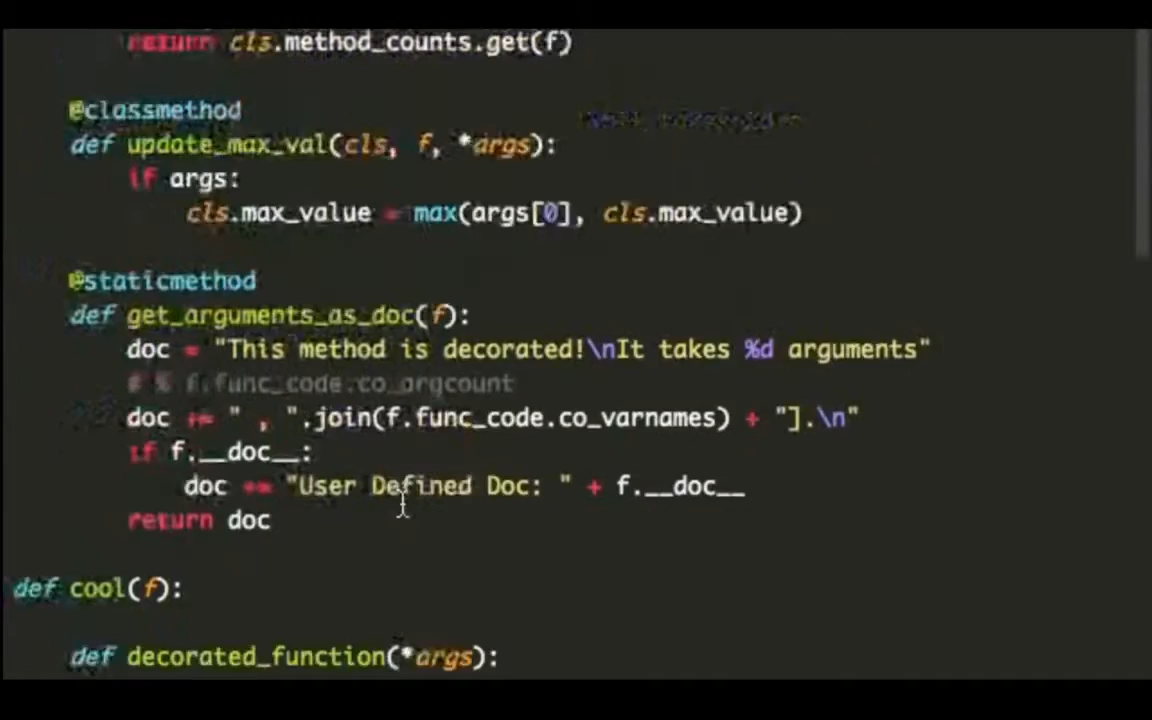 return cls.method_counts.get(f)
@classmethod
def update_max_val(cls, f, *args):
if args:
cls.max_value = max(args[0], cls.max_value)
@staticmethod
def get_arguments_as_doc(f):
doc = "This method is decorated!\nIt takes %d arguments"
# % f.func_code.co_argcount
doc += " , ".join(f.func_code.co_varnames) + "].\n"
if f.__doc__:
doc += "User Defined Doc: " + f.__doc__
return doc
def cool(f):
def decorated_function(*args):